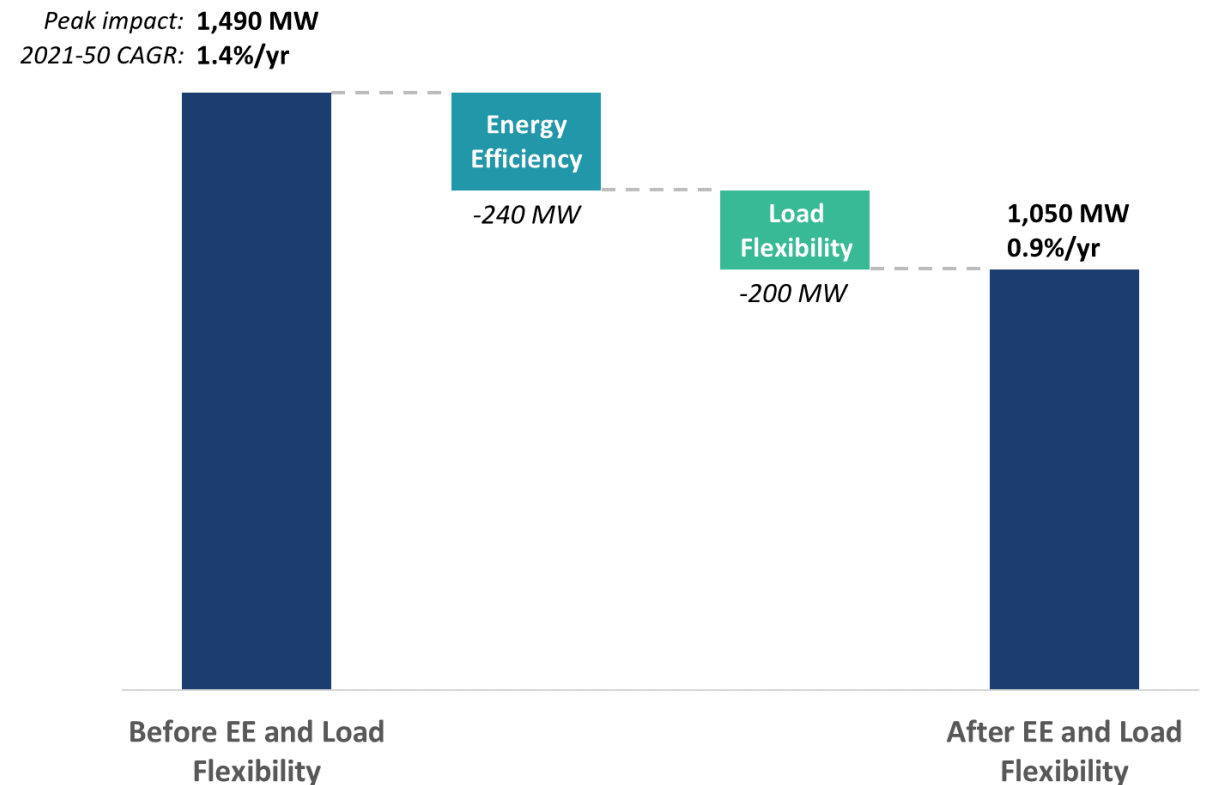 Peak impact: 1,490 MW
2021-50 CAGR: 1.4%/yr
Energy
Efficiency
-240 MW
Load
Flexibility
-200 MW
1,050 MW
0.9%/yr
Before EE and Load
Flexibility
After EE and Load
Flexibility